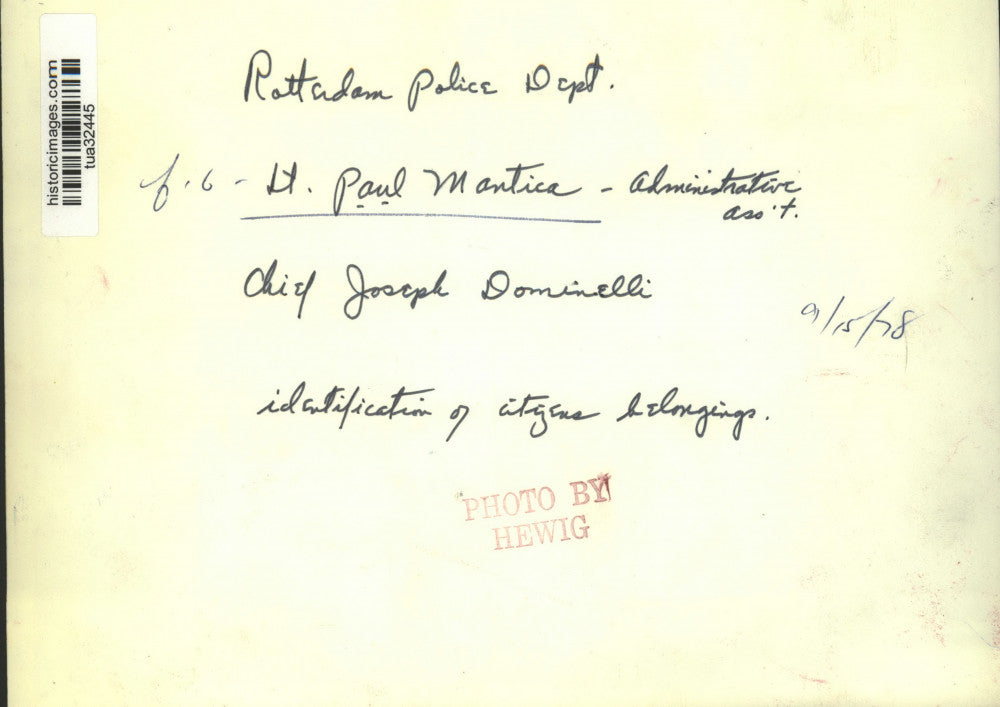 historicimages.com
tua32445
Rotterdam Police Dept.
f.6 - Lt. Paul Mantica - Administrative
ass't.
Chief Joseph Dominelli
9/15/78
identification of citizens belongings.
PHOTO BY
HEWIG